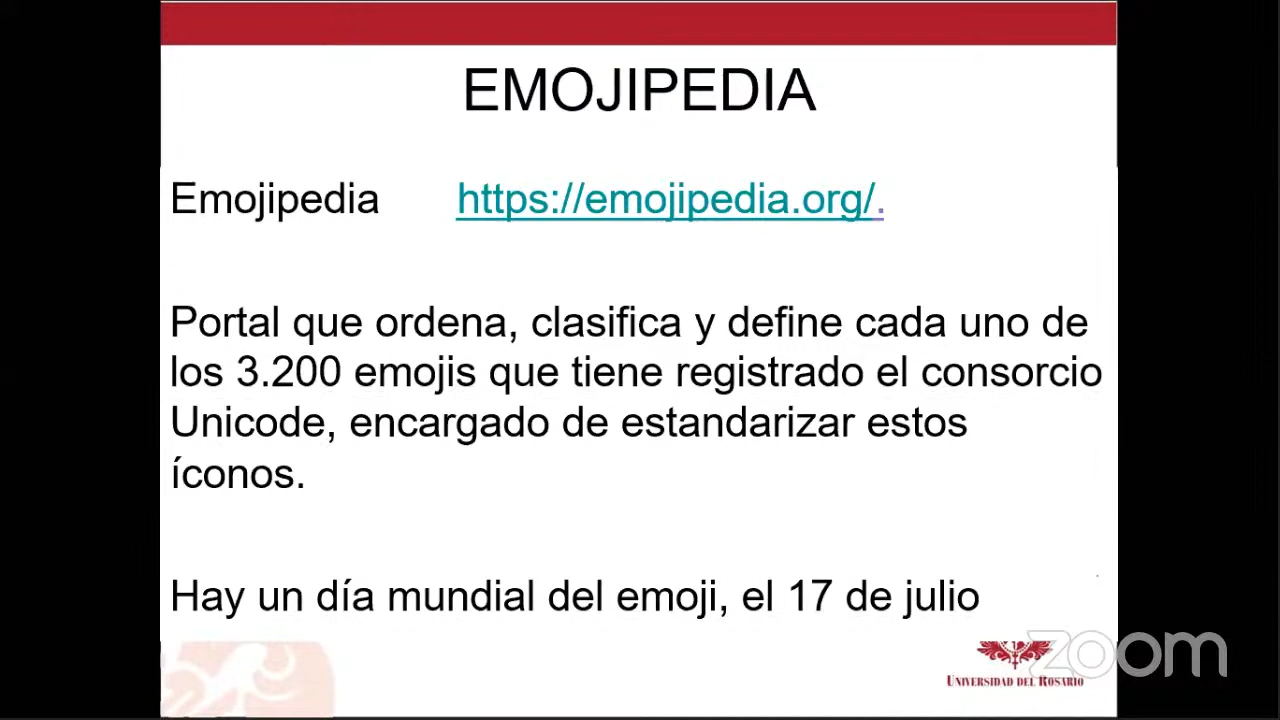 EMOJIPEDIA
Emojipedia https://emojipedia.org/.
Portal que ordena, clasifica y define cada uno de
los 3.200 emojis que tiene registrado el consorcio
Unicode, encargado de estandarizar estos
íconos.
Hay un día mundial del emoji, el 17 de julio
zoom
UNIVERSIDAD DEL ROSARIO